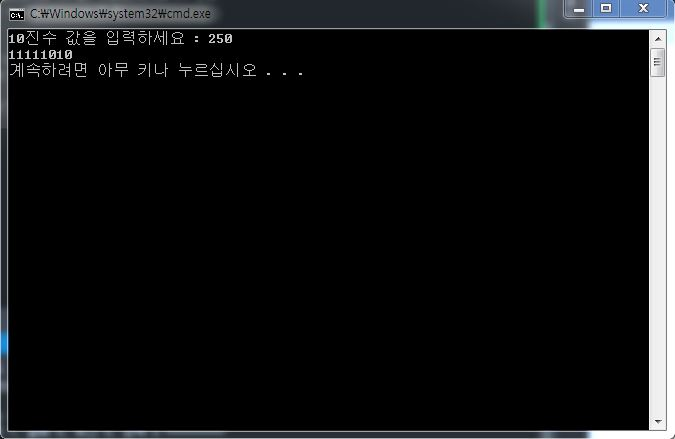 C:\Windows\system32\cmd.exe
10진수 값을 입력하세요 : 250
11111010
계속하려면 아무 키나 누르십시오 . . .